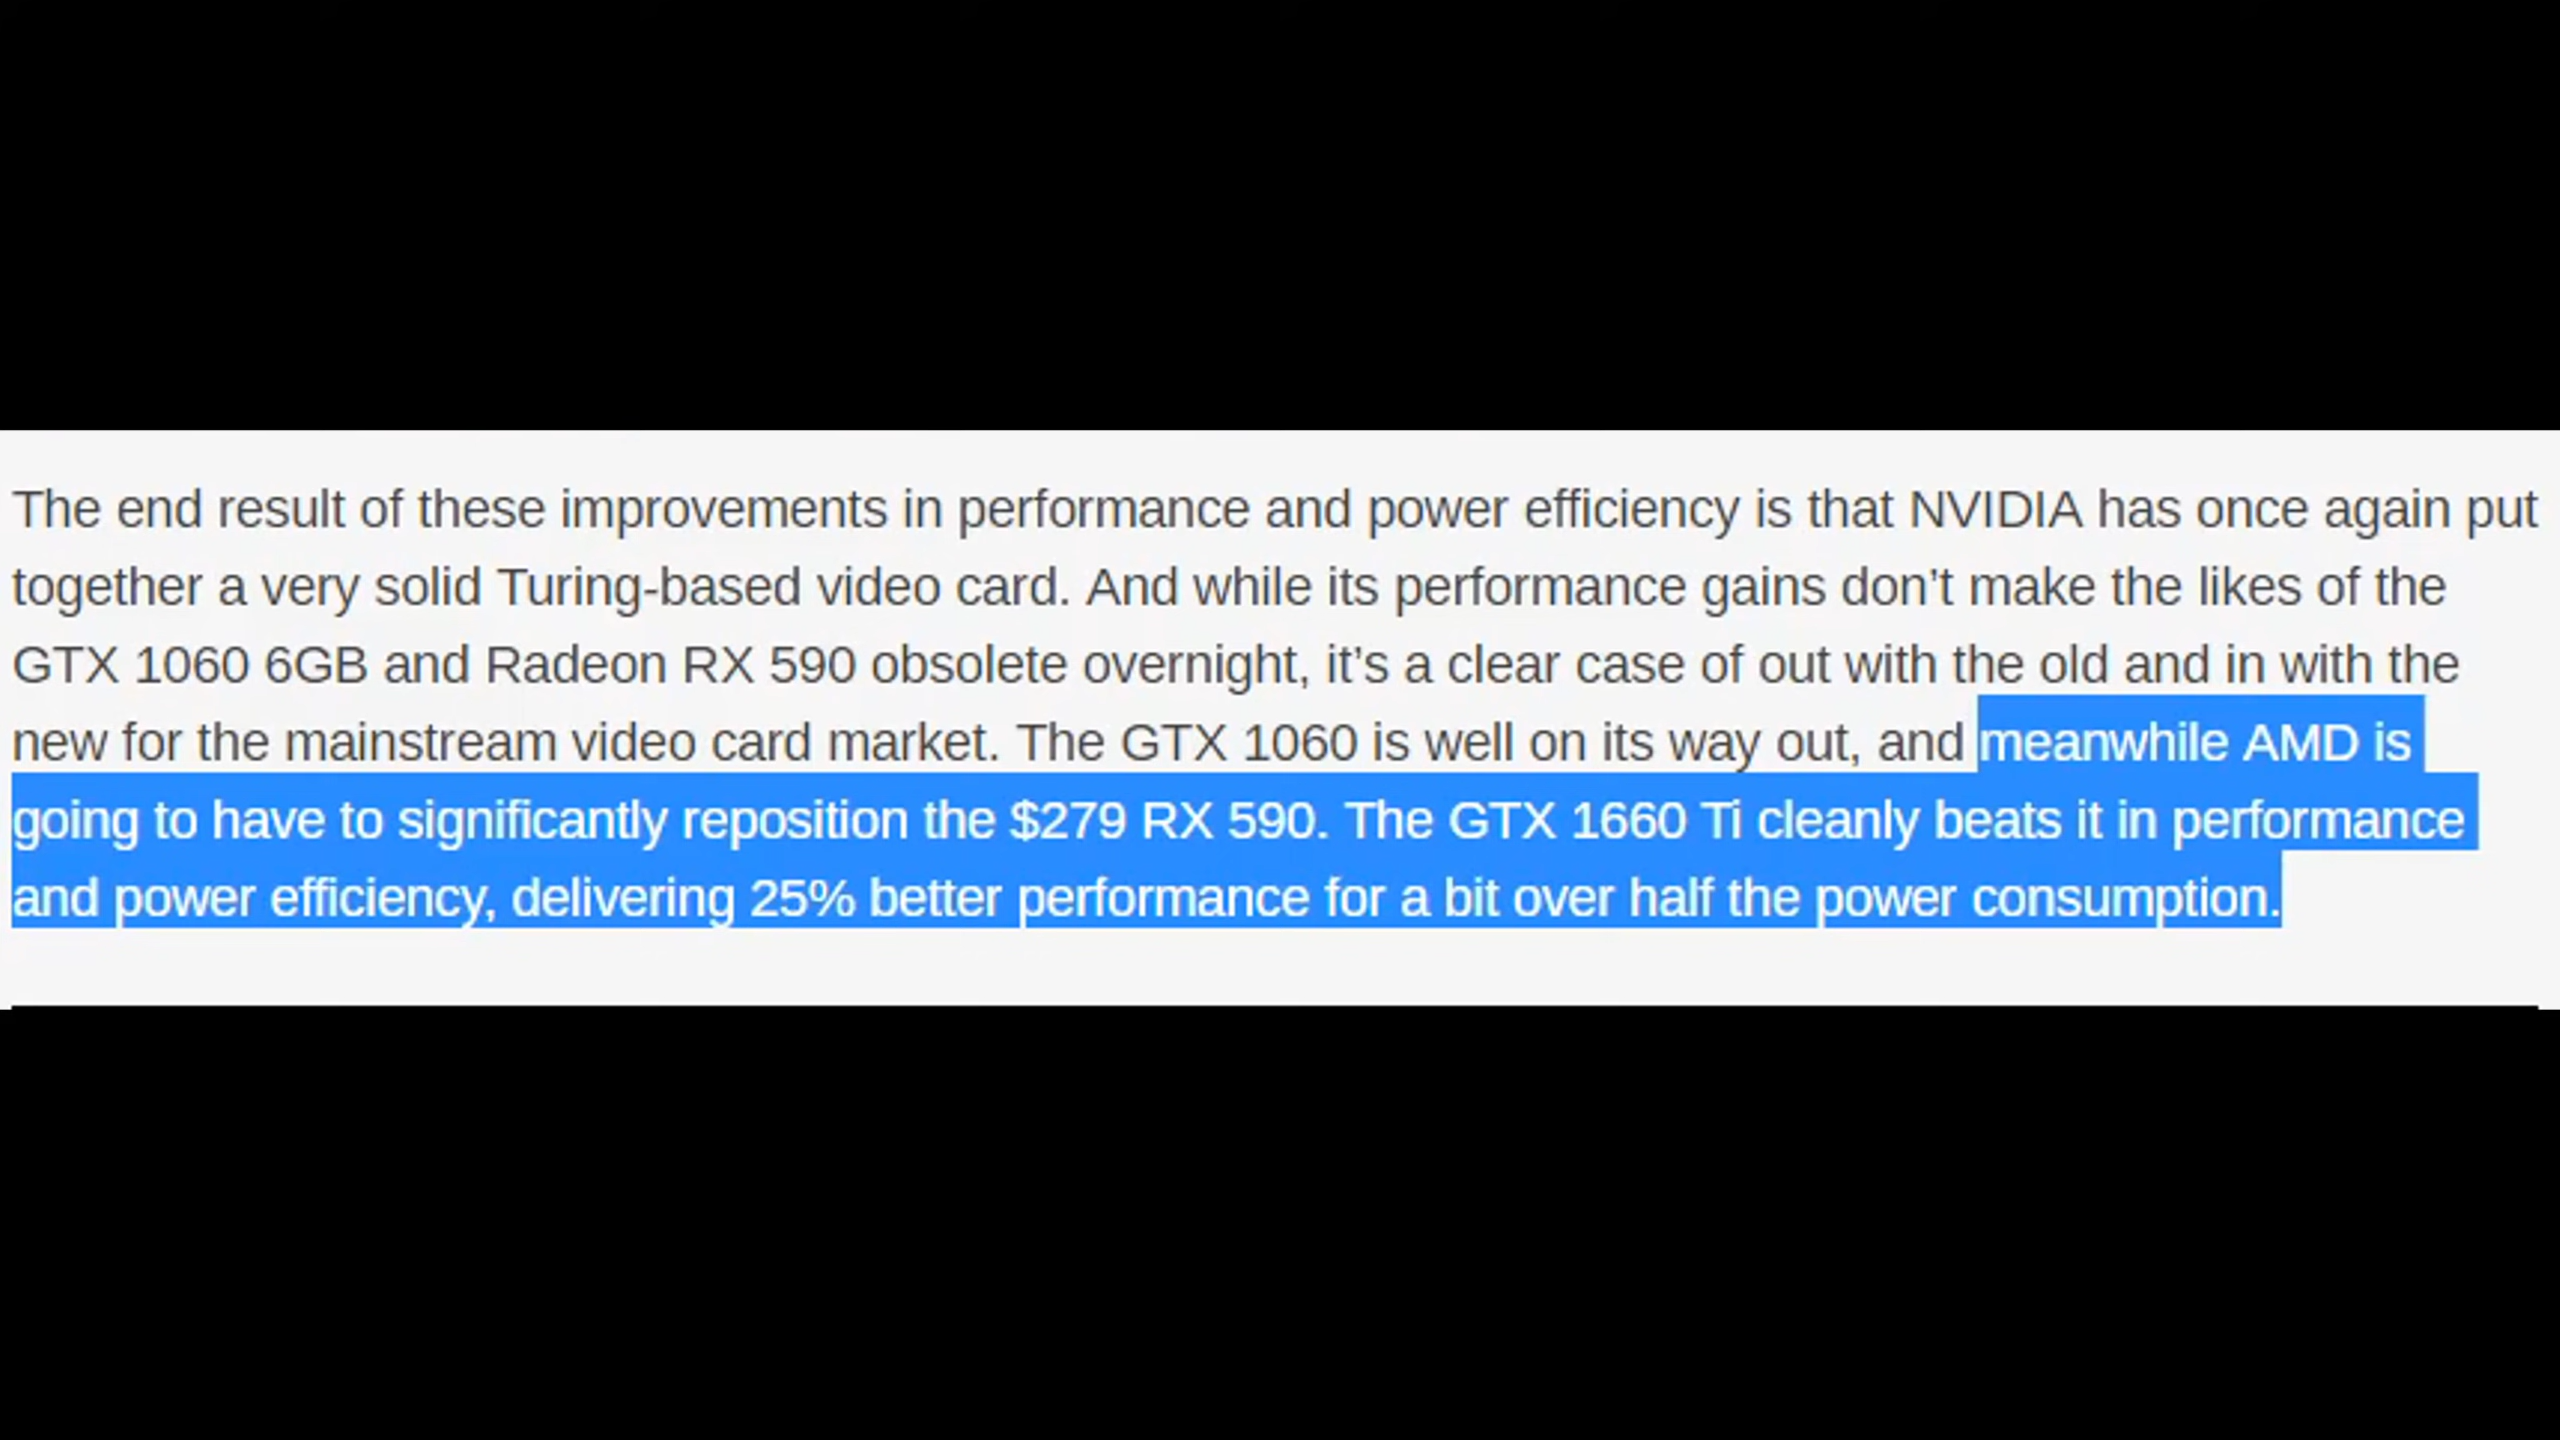 The end result of these improvements in performance and power efficiency is that NVIDIA has once again put
together a very solid Turing-based video card. And while its performance gains don’t make the likes of the
GTX 1060 6GB and Radeon RX 590 obsolete overnight, it’s a clear case of out with the old and in with the
new for the mainstream video card market. The GTX 1060 is well on its way out, and meanwhile AMD is
going to have to significantly reposition the $279 RX 590. The GTX 1660 Ti cleanly beats it in performance
and power efficiency, delivering 25% better performance for a bit over half the power consumption.